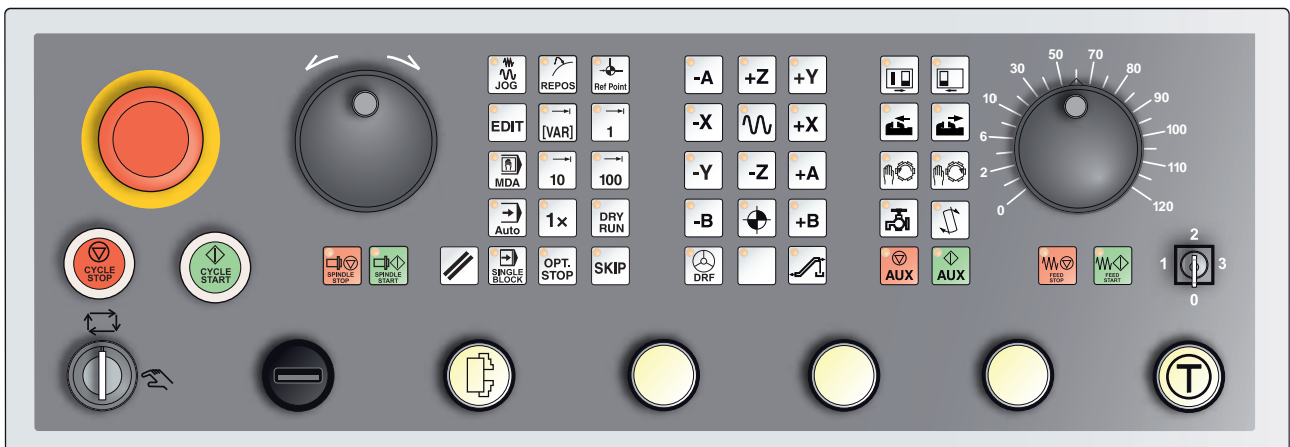 JOG
REPOS
Ref Point
EDIT
[VAR]
1
MDA
10
100
Auto
1x
DRY
RUN
SINGLE
BLOCK
OPT.
STOP
SKIP
-A
+Z
+Y
-X
+X
-Y
-Z
+A
-B
+B
DRF
AUX
AUX
0
2
6
10
30
50
70
80
90
100
110
120
CYCLE
STOP
CYCLE
START
SPINDLE
STOP
SPINDLE
START
FEED
STOP
FEED
START
2
1
3
0
T